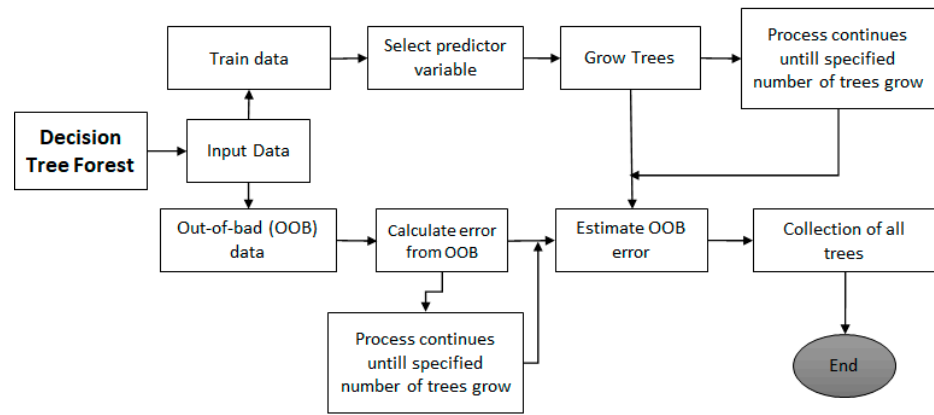 Decision
Tree Forest
Input Data
Train data
Select predictor
variable
Grow Trees
Process continues
untill specified
number of trees grow
Out-of-bad (OOB)
data
Calculate error
from OOB
Process continues
untill specified
number of trees grow
Estimate OOB
error
Collection of all
trees
End